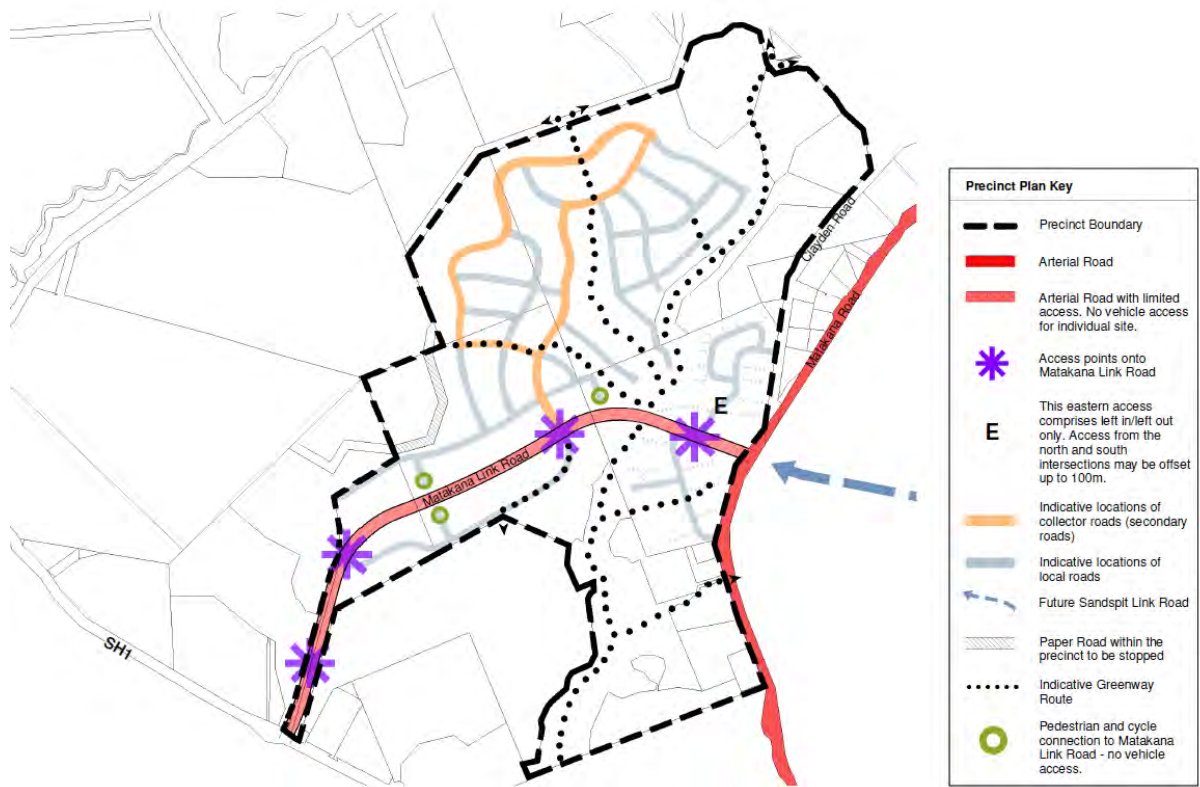 Clayden Road
Matakana Road
E
Matakana Link Road
SH1
Precinct Plan Key
Precinct Boundary
Arterial Road
Arterial Road with limited
access. No vehicle access
for individual site.
Access points onto
Matakana Link Road
E
This eastern access
comprises left in/left out
only. Access from the
north and south
intersections may be offset
up to 100m.
Indicative locations of
collector roads (secondary
roads)
Indicative locations of
local roads
Future Sandspit Link Road
Paper Road within the
precinct to be stopped
Indicative Greenway
Route
Pedestrian and cycle
connection to Matakana
Link Road - no vehicle
access.